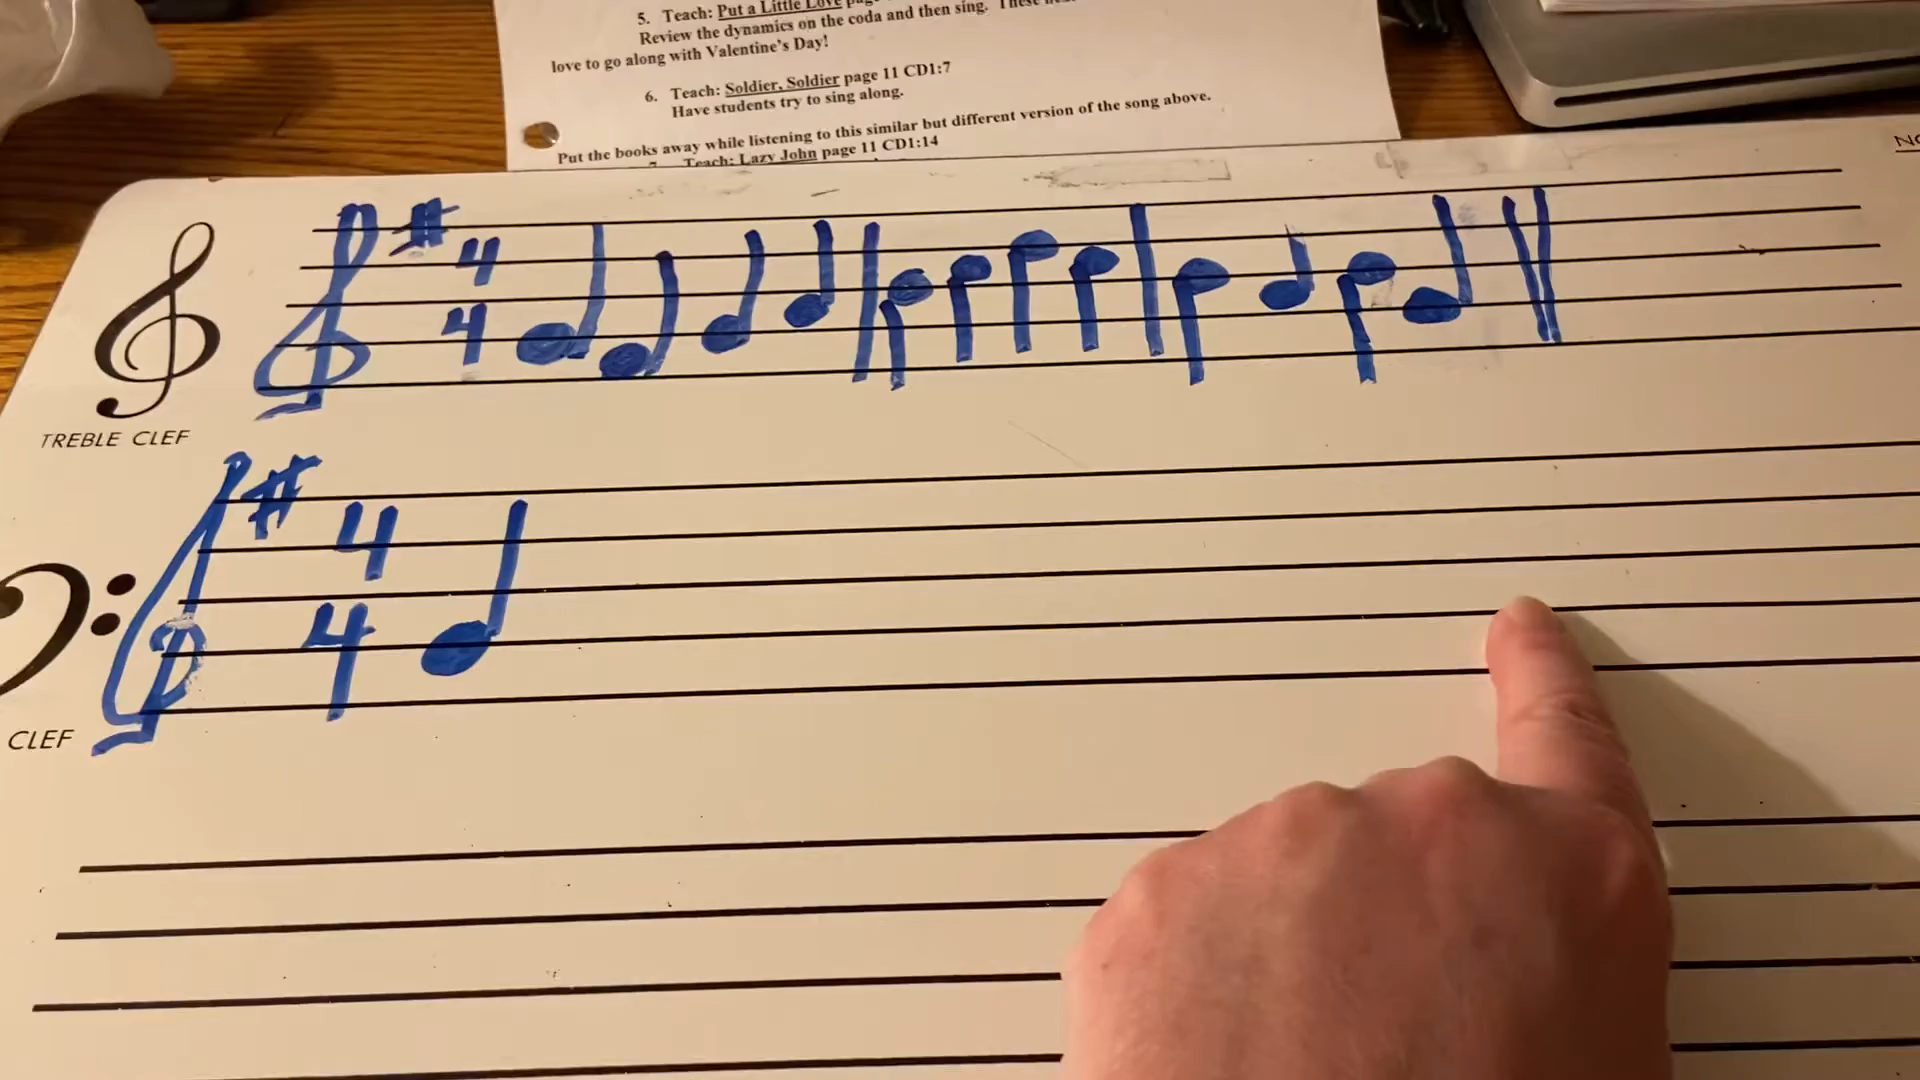 5. Teach: Put a Little Love
Review the dynamics on the coda and then sing. These
love to go along with Valentine's Day!
6. Teach: Soldier, Soldier page 11 CD1:7
Have students try to sing along.
Put the books away while listening to this similar but different version of the song above.
Teach: Lazy John page 11 CD1:14
4
4
TREBLE CLEF
4
4
CLEF